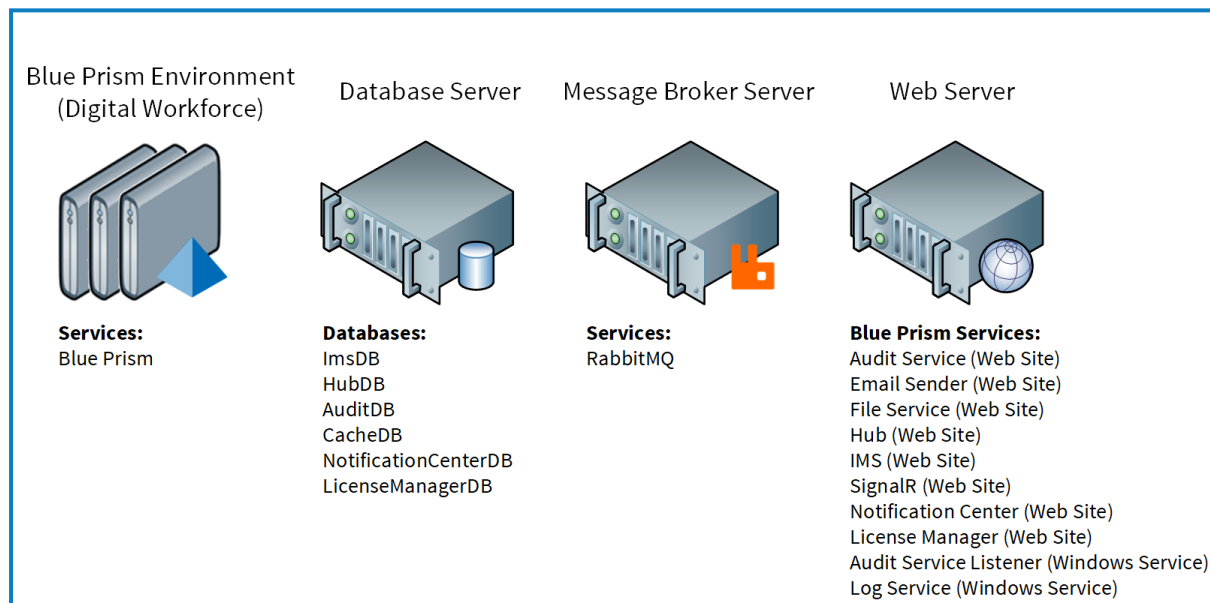 Blue Prism Environment
(Digital Workforce)
Database Server
Message Broker Server
Web Server
Services:
Blue Prism
Databases:
ImsDB
HubDB
AuditDB
CacheDB
NotificationCenterDB
LicenseManagerDB
Services:
RabbitMQ
Blue Prism Services:
Audit Service (Web Site)
Email Sender (Web Site)
File Service (Web Site)
Hub (Web Site)
IMS (Web Site)
SignalR (Web Site)
Notification Center (Web Site)
License Manager (Web Site)
Audit Service Listener (Windows Service)
Log Service (Windows Service)